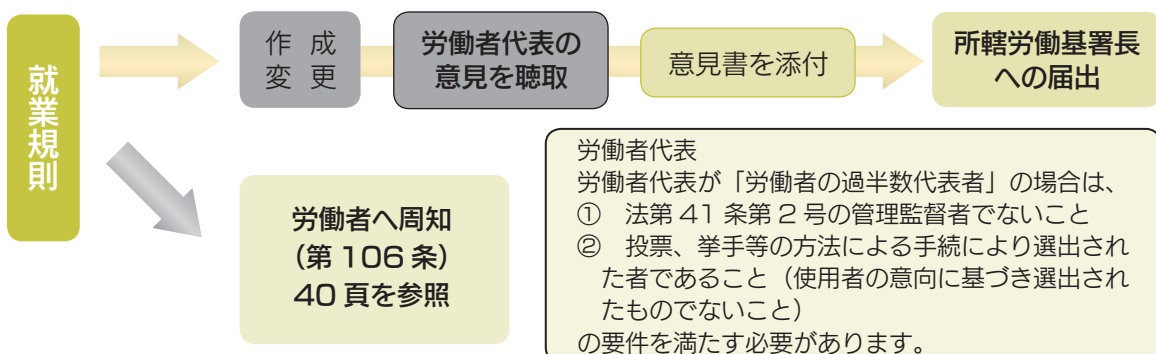 就業規則
作 成
変 更
労働者代表の
意見を聴取
意見書を添付
所轄労働基署長
への届出
労働者へ周知
(第 106 条)
40 頁を参照
労働者代表
労働者代表が「労働者の過半数代表者」の場合は、
① 法第 41 条第 2 号の管理監督者でないこと
② 投票、挙手等の方法による手続により選出され
た者であること（使用者の意向に基づき選出され
たものでないこと）
の要件を満たす必要があります。